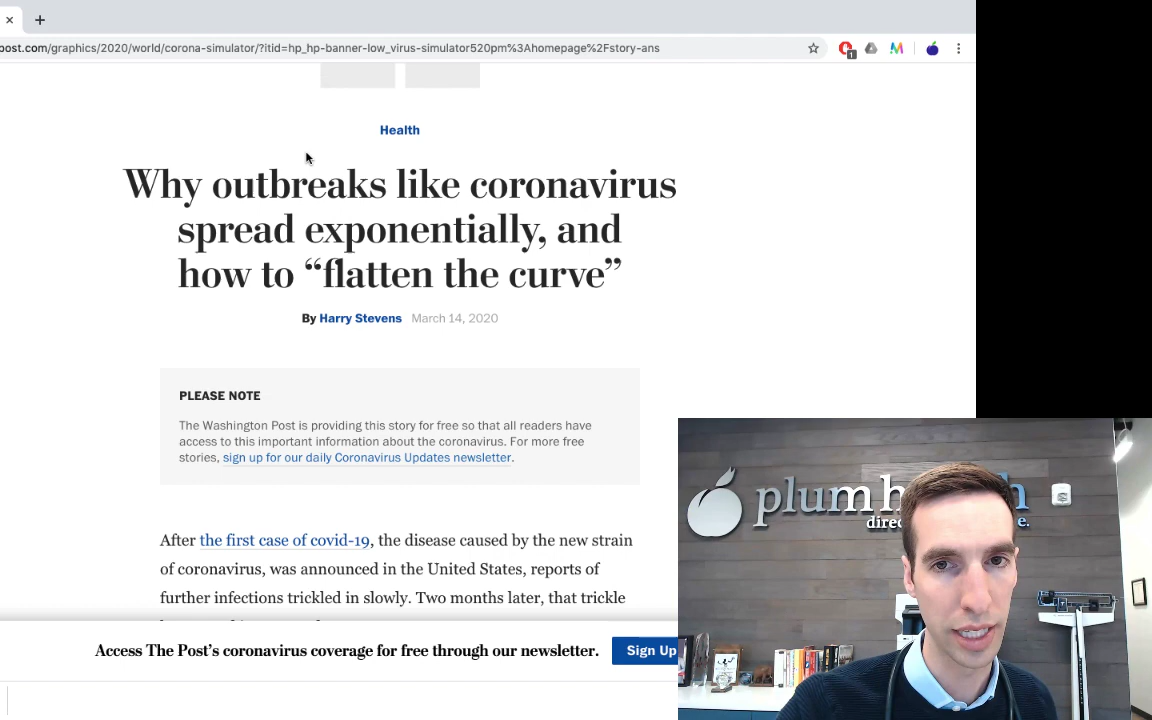 post.com/graphics/2020/world/corona-simulator/?itid=hp_hp-banner-low_virus-simulator520pm%3Ahomepage%2Fstory-ans
1
Health
Why outbreaks like coronavirus
spread exponentially, and
how to “flatten the curve”
By Harry Stevens March 14, 2020
PLEASE NOTE
The Washington Post is providing this story for free so that all readers have
access to this important information about the coronavirus. For more free
stories, sign up for our daily Coronavirus Updates newsletter.
After the first case of covid-19, the disease caused by the new strain
of coronavirus, was announced in the United States, reports of
further infections trickled in slowly. Two months later, that trickle
Access The Post’s coronavirus coverage for free through our newsletter.
Sign Up
plum h
direc e.